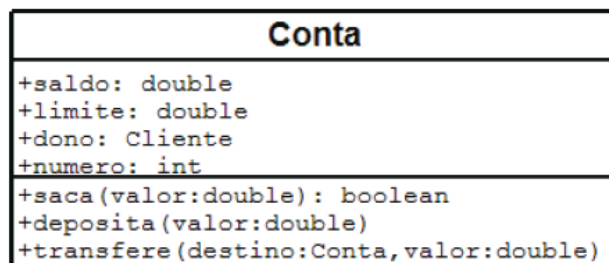 Conta
+saldo: double
+limite: double
+dono: Cliente
+numero: int
+saca(valor:double): boolean
+deposita(valor:double)
+transfere(destino:Conta,valor:double)